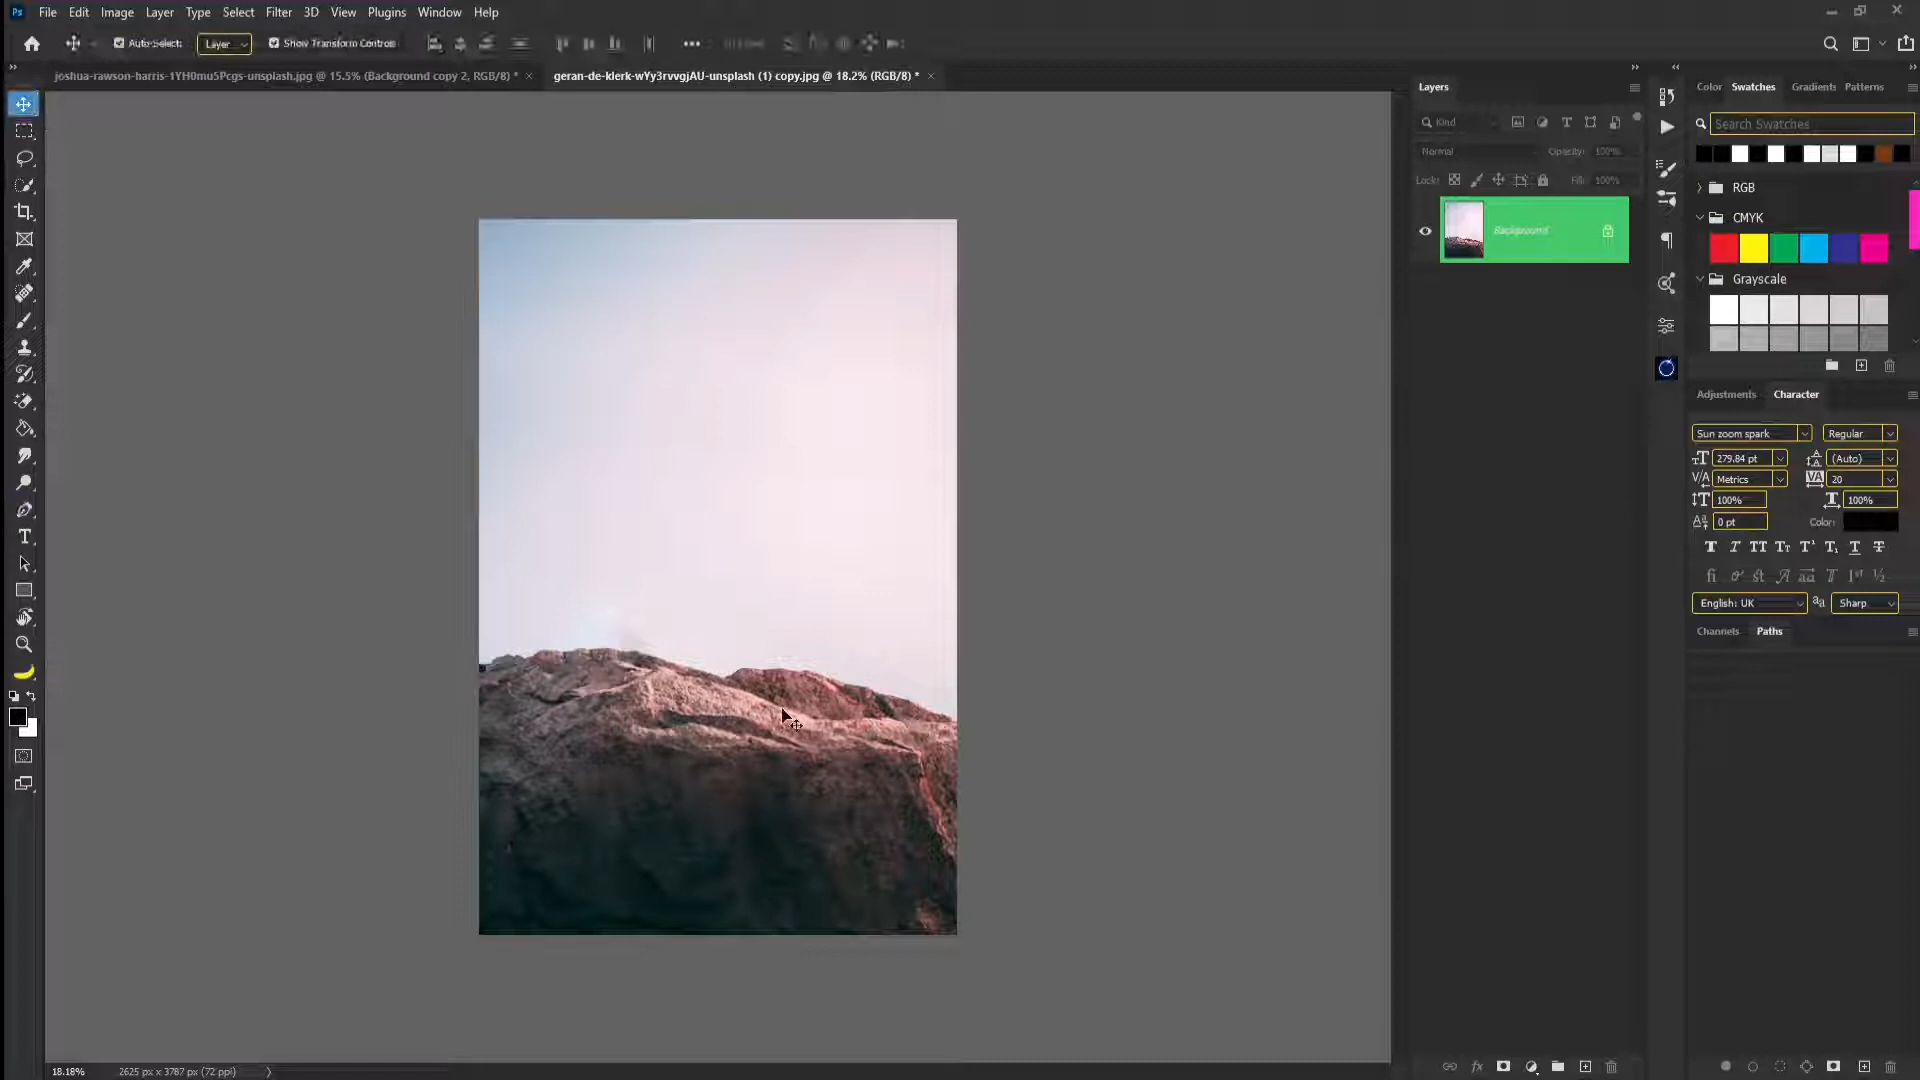 Ps File Edit Image Layer Type Select Filter 3D View Plugins Window Help
Auto-Select: Layer Show Transform Controls
joshua-rawson-harris-1YH0mu5Pcgs-unsplash.jpg @ 15.5% (Background copy 2, RGB/8) *
geran-de-klerk-wYy3rvvgjAU-unsplash (1) copy.jpg @ 18.2% (RGB/8) *
Layers
Kind
Normal Opacity: 100%
Lock: Fill: 100%
Background
Color Swatches Gradients Patterns
Search Swatches
RGB
CMYK
Grayscale
Adjustments Character
Sun zoom spark Regular
279.84 pt (Auto)
Metrics 20
100% 100%
0 pt Color:
English: UK Sharp
Channels Paths
18.18% 2625 px x 3787 px (72 ppi)